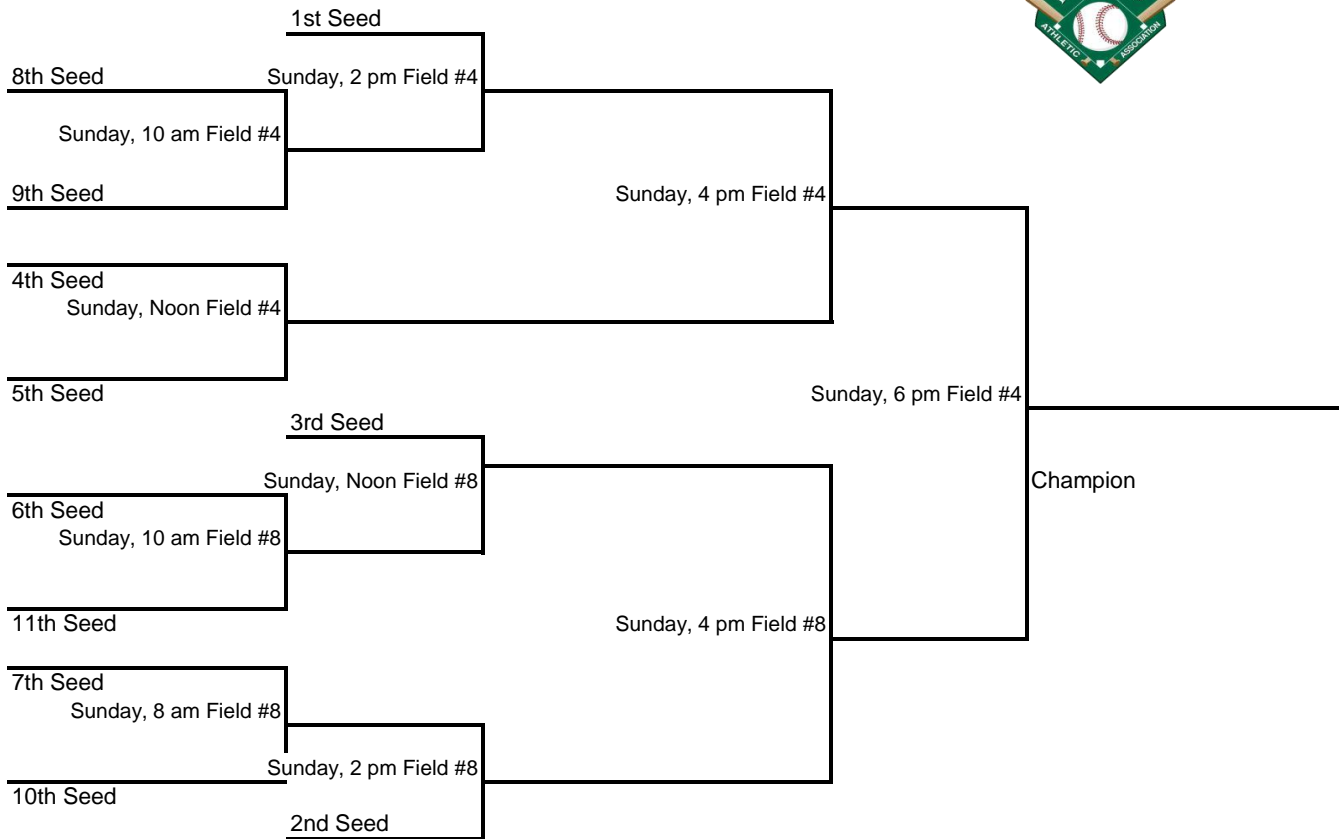 1st Seed
ATHLETIC ASSOCIATION
8th Seed
Sunday, 2 pm Field #4
Sunday, 10 am Field #4
9th Seed
Sunday, 4 pm Field #4
4th Seed
Sunday, Noon Field #4
5th Seed
Sunday, 6 pm Field #4
3rd Seed
Sunday, Noon Field #8
Champion
6th Seed
Sunday, 10 am Field #8
11th Seed
Sunday, 4 pm Field #8
7th Seed
Sunday, 8 am Field #8
Sunday, 2 pm Field #8
10th Seed
2nd Seed